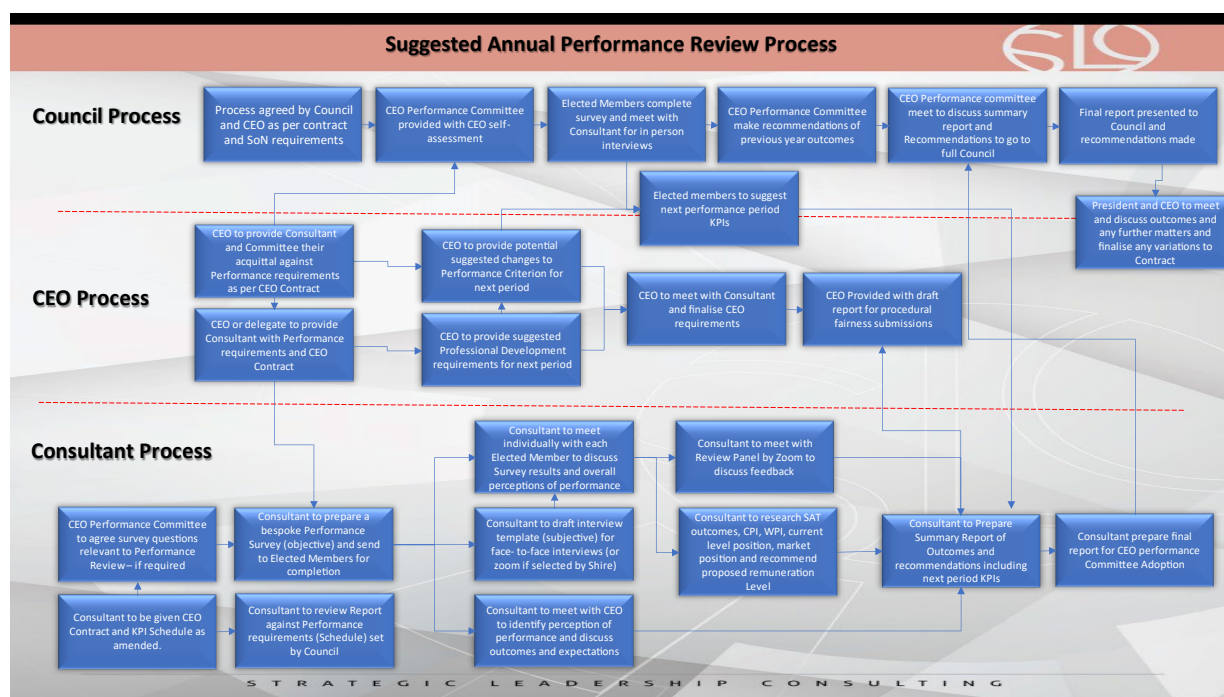 Suggested Annual Performance Review Process
SLC
Council Process
Process agreed by Council
and CEO as per contract
and SoN requirements
CEO Performance Committee
provided with CEO self-
assessment
Elected Members complete
survey and meet with
Consultant for in person
interviews
CEO Performance Committee
make recommendations of
previous year outcomes
CEO Performance committee
meet to discuss summary
report and
Recommendations to go to
full Council
Final report presented to
Council and
recommendations made
Elected members to suggest
next performance period
KPIs
President and CEO to meet
and discuss outcomes and
any further matters and
finalise any variations to
Contract
CEO Process
CEO to provide Consultant
and Committee their
acquittal against
Performance requirements
as per CEO Contract
CEO to provide potential
suggested changes to
Performance Criterion for
next period
CEO to meet with Consultant
and finalise CEO
requirements
CEO Provided with draft
report for procedural
fairness submissions
CEO or delegate to provide
Consultant with Performance
requirements and CEO
Contract
CEO to provide suggested
Professional Development
requirements for next period
Consultant Process
Consultant to meet
individually with each
Elected Member to discuss
Survey results and overall
perceptions of performance
Consultant to meet with
Review Panel by Zoom to
discuss feedback
CEO Performance Committee
to agree survey questions
relevant to Performance
Review – if required
Consultant to prepare a
bespoke Performance
Survey (objective) and send
to Elected Members for
completion
Consultant to draft interview
template (subjective) for
face- to-face interviews (or
zoom if selected by Shire)
Consultant to research SAT
outcomes, CPI, WPI, current
level position, market
position and recommend
proposed remuneration
Level
Consultant to Prepare
Summary Report of
Outcomes and
recommendations including
next period KPIs
Consultant prepare final
report for CEO performance
Committee Adoption
Consultant to be given CEO
Contract and KPI Schedule as
amended.
Consultant to review Report
against Performance
requirements (Schedule) set
by Council
Consultant to meet with CEO
to identify perception of
performance and discuss
outcomes and expectations
STRATEGIC LEADERSHIP CONSULTING